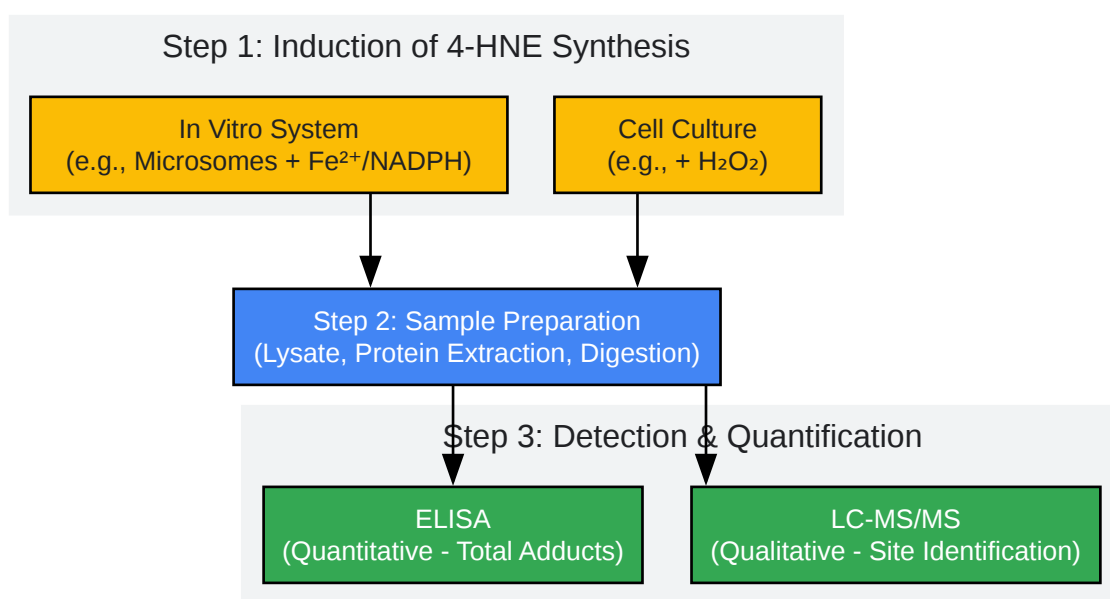 Step 1: Induction of 4-HNE Synthesis
In Vitro System
(e.g., Microsomes + Fe²⁺/NADPH)
Cell Culture
(e.g., + H₂O₂)
Step 2: Sample Preparation
(Lysate, Protein Extraction, Digestion)
Step 3: Detection & Quantification
ELISA
(Quantitative - Total Adducts)
LC-MS/MS
(Qualitative - Site Identification)